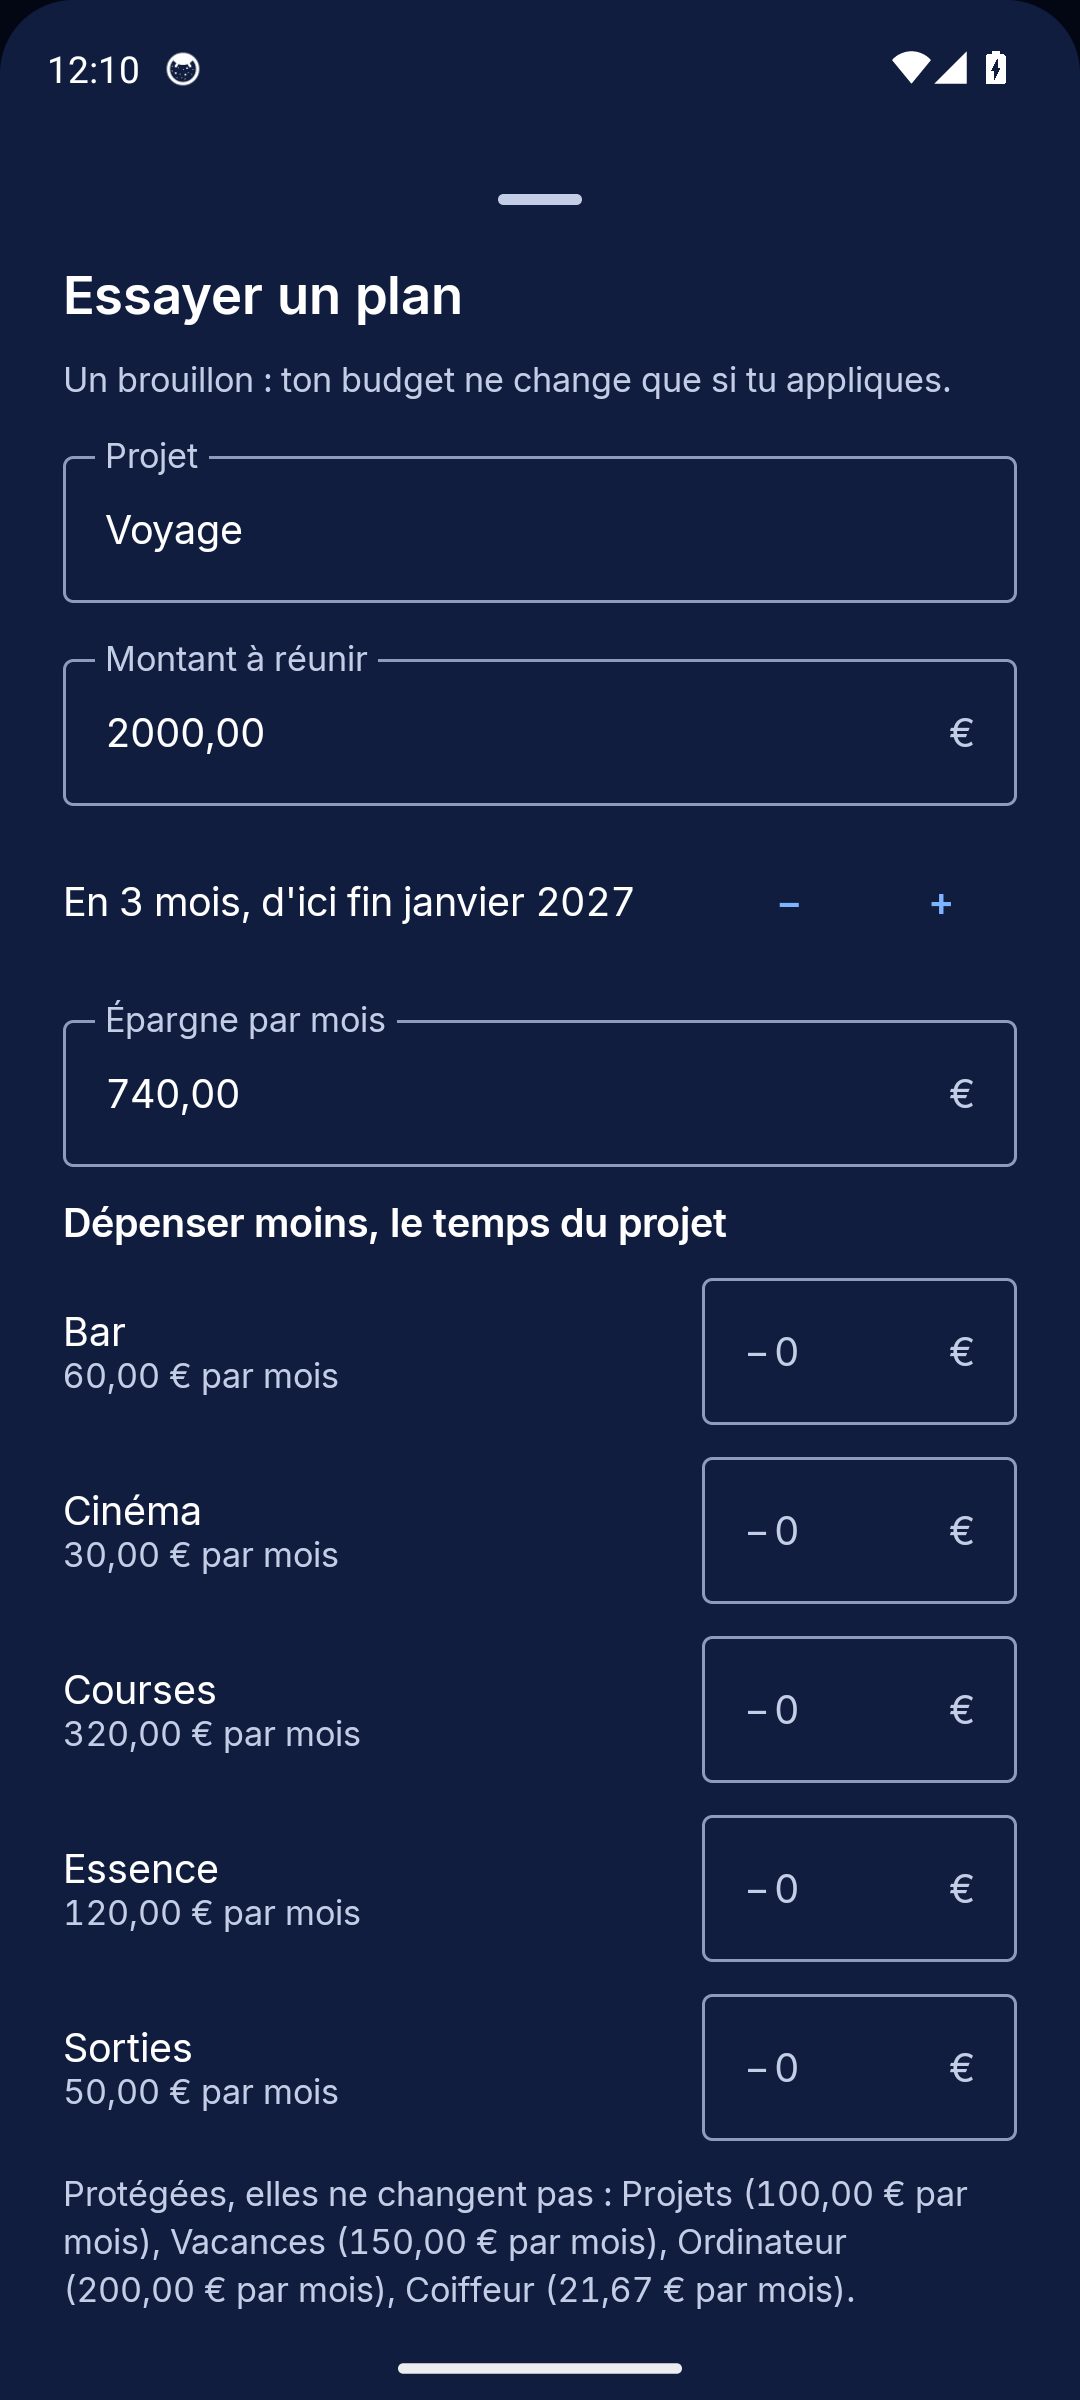 12:10
Essayer un plan
Un brouillon : ton budget ne change que si tu appliques.
Projet
Voyage
Montant à réunir
2000,00 €
En 3 mois, d'ici fin janvier 2027 – +
Épargne par mois
740,00 €
Dépenser moins, le temps du projet
Bar
60,00 € par mois
– 0 €
Cinéma
30,00 € par mois
– 0 €
Courses
320,00 € par mois
– 0 €
Essence
120,00 € par mois
– 0 €
Sorties
50,00 € par mois
– 0 €
Protégées, elles ne changent pas : Projets (100,00 € par
mois), Vacances (150,00 € par mois), Ordinateur
(200,00 € par mois), Coiffeur (21,67 € par mois).